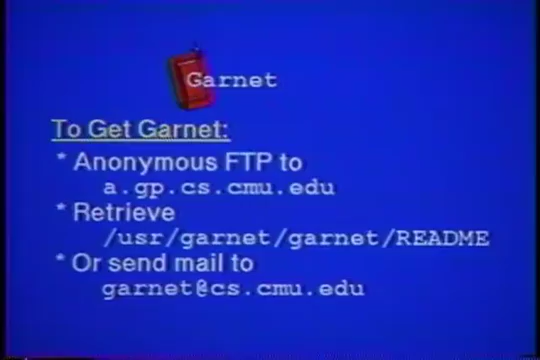 Garnet
To Get Garnet:
* Anonymous FTP to
a.gp.cs.cmu.edu
* Retrieve
/usr/garnet/garnet/README
* Or send mail to
garnet@cs.cmu.edu